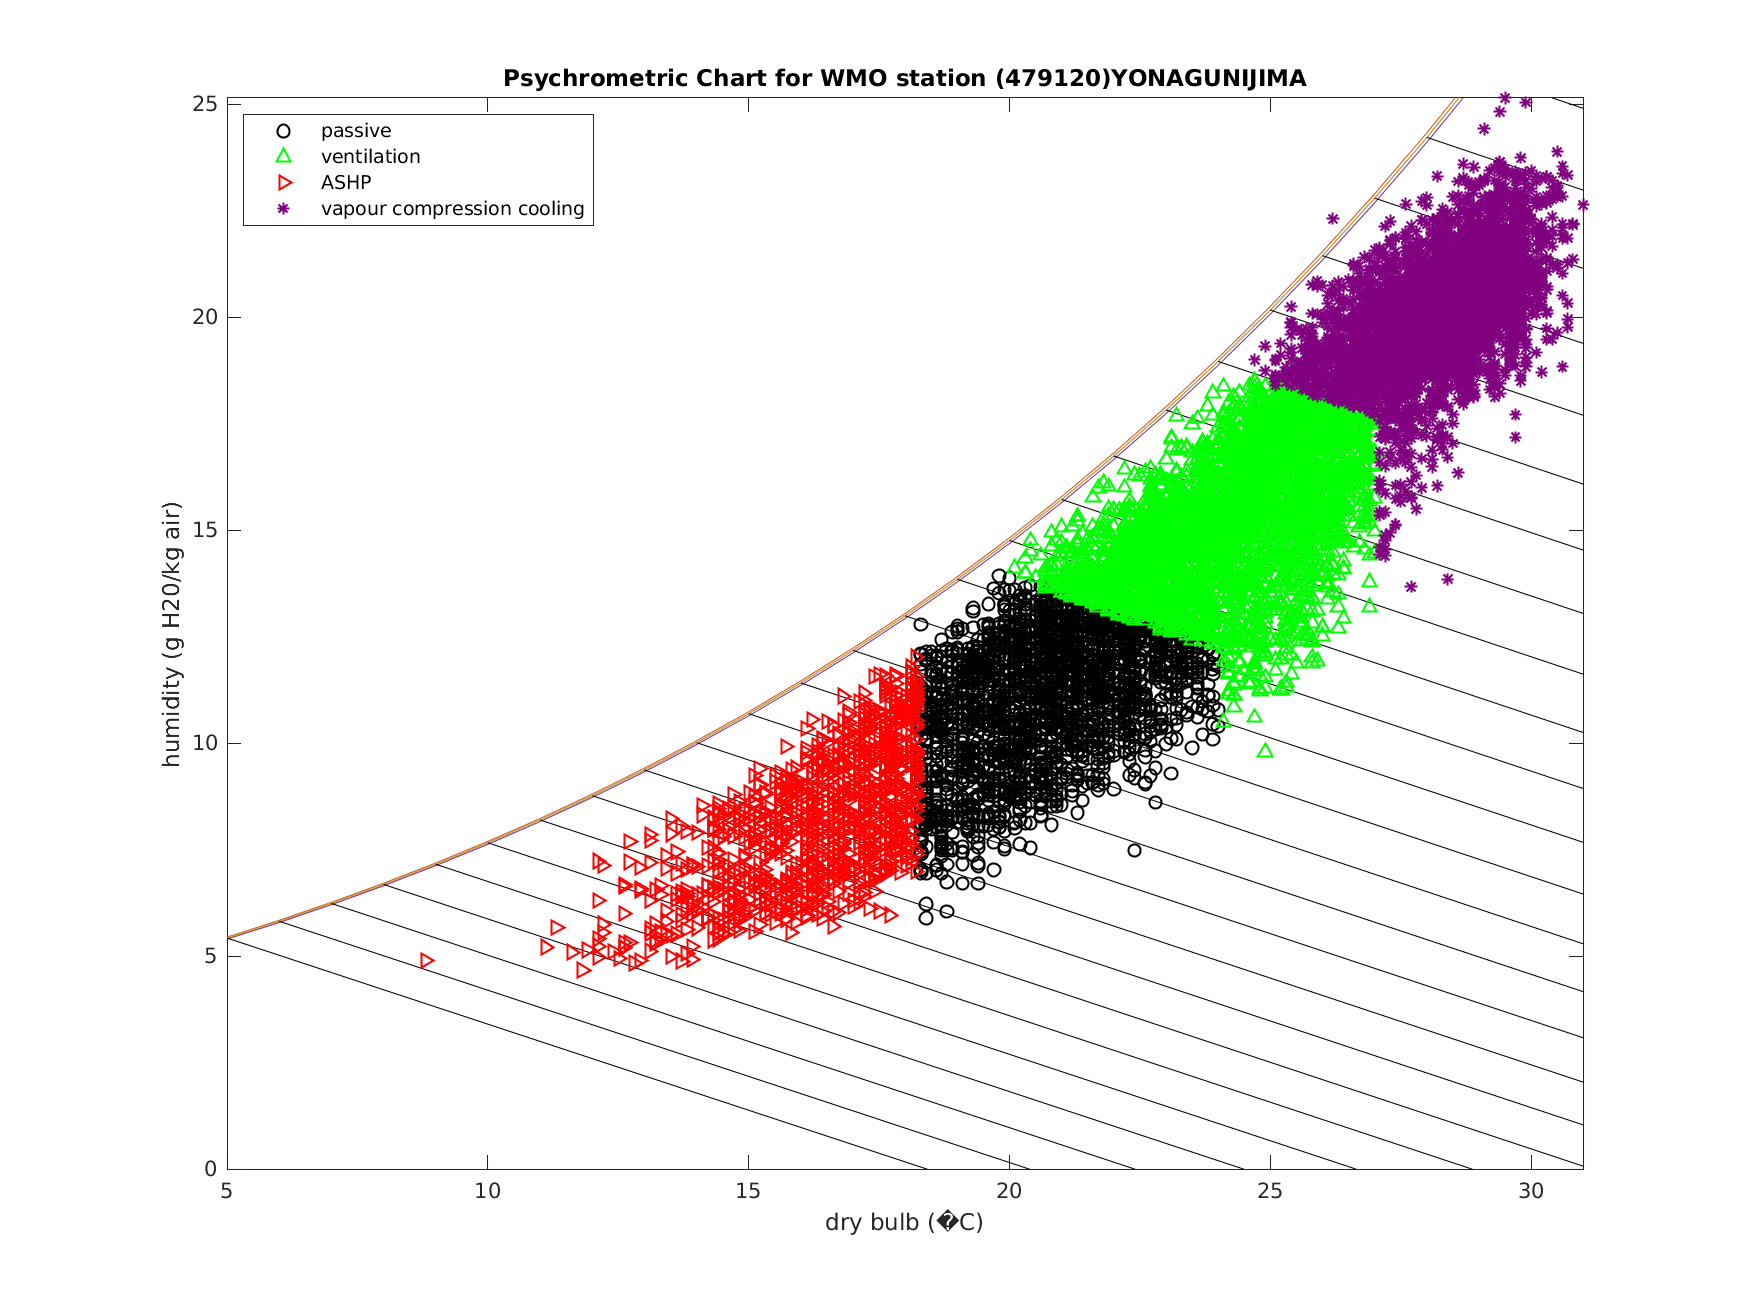 Psychrometric Chart for WMO station (479120)YONAGUNIJIMA
passive
ventilation
ASHP
vapour compression cooling
humidity (g H20/kg air)
25
20
15
10
5
0
5
10
15
20
25
30
dry bulb (�C)